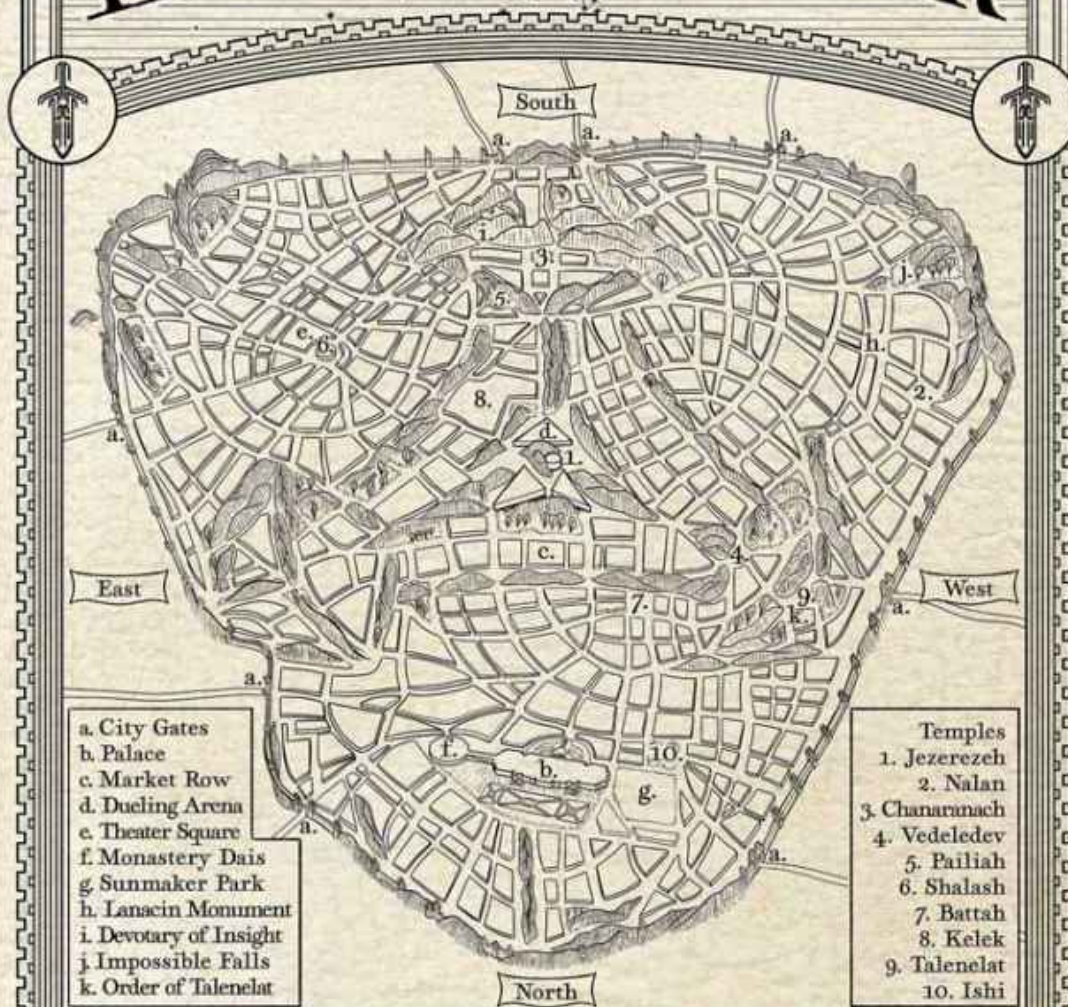 South
a. a. a.
i. 3. j.
5.
e. 6. h.
8. 2.
d.
a. 1.
c. 4.
East West
7. 9. a.
k.
a.
f. b. 10.
g.
a. a.
North
a. City Gates
b. Palace
c. Market Row
d. Dueling Arena
e. Theater Square
f. Monastery Dais
g. Sunmaker Park
h. Lanacin Monument
i. Devotary of Insight
j. Impossible Falls
k. Order of Talenelat
Temples
1. Jezerezeh
2. Nalan
3. Chanaranach
4. Vedeledev
5. Pailiah
6. Shalash
7. Battah
8. Kelek
9. Talenelat
10. Ishi